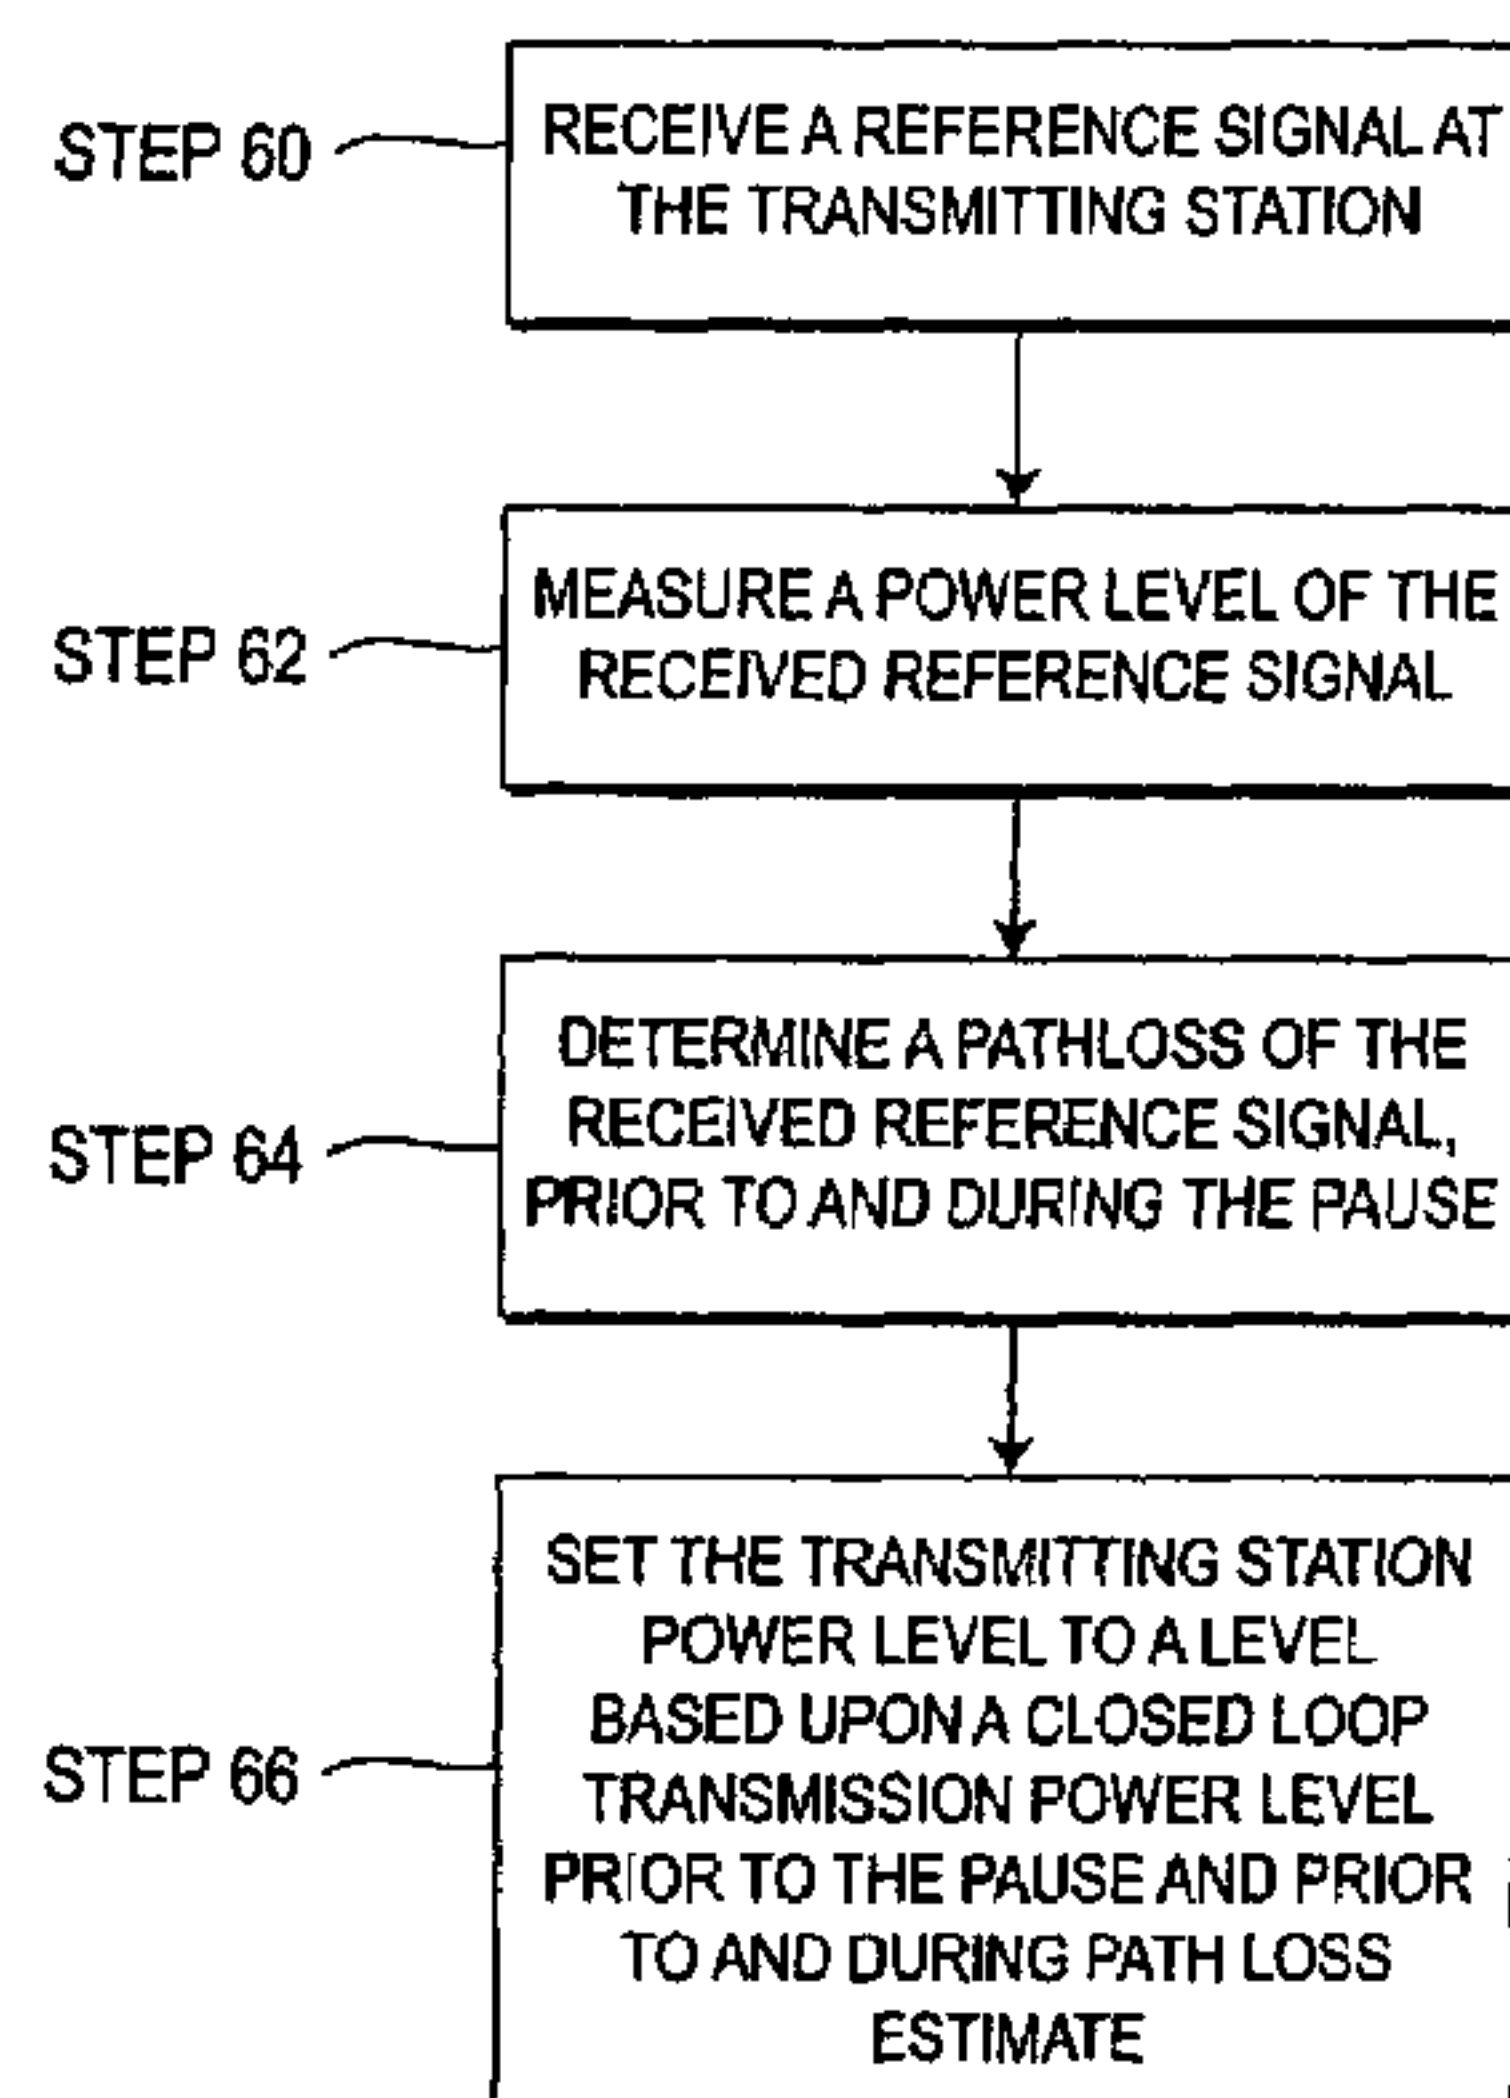 STEP 60
RECEIVE A REFERENCE SIGNAL AT
THE TRANSMITTING STATION
STEP 62
MEASURE A POWER LEVEL OF THE
RECEIVED REFERENCE SIGNAL
STEP 64
DETERMINE A PATHLOSS OF THE
RECEIVED REFERENCE SIGNAL,
PRIOR TO AND DURING THE PAUSE
STEP 66
SET THE TRANSMITTING STATION
POWER LEVEL TO A LEVEL
BASED UPON A CLOSED LOOP
TRANSMISSION POWER LEVEL
PRIOR TO THE PAUSE AND PRIOR
TO AND DURING PATH LOSS
ESTIMATE